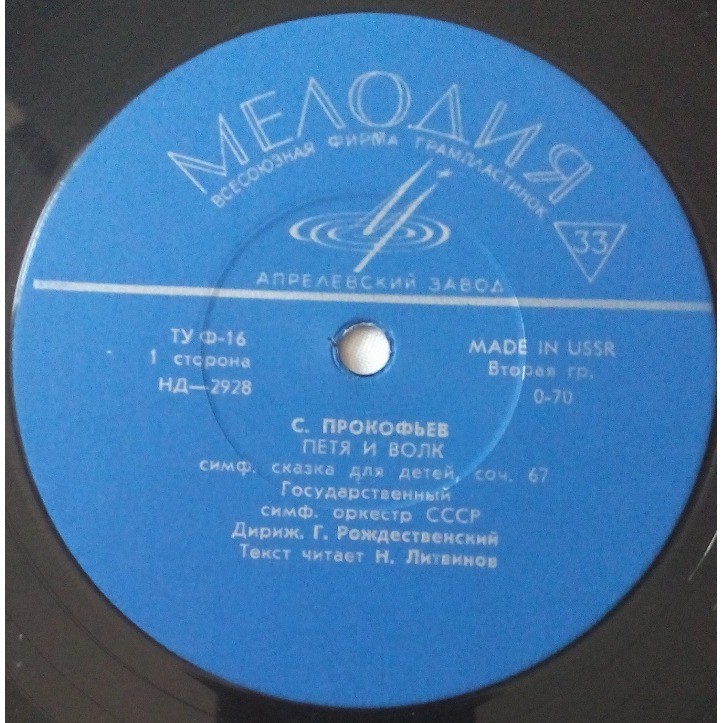 МЕЛОДИЯ
ВСЕСОЮЗНАЯ ФИРМА ГРАМПЛАСТИНОК
33
АПРЕЛЕВСКИЙ ЗАВОД
ТУ Ф-16
1 сторона
НД—2928
MADE IN USSR
Вторая гр.
0-70
С. ПРОКОФЬЕВ
ПЕТЯ И ВОЛК
симф. сказка для детей, соч. 67
Государственный
симф. оркестр СССР
Дириж. Г. Рождественский
Текст читает Н. Литвинов